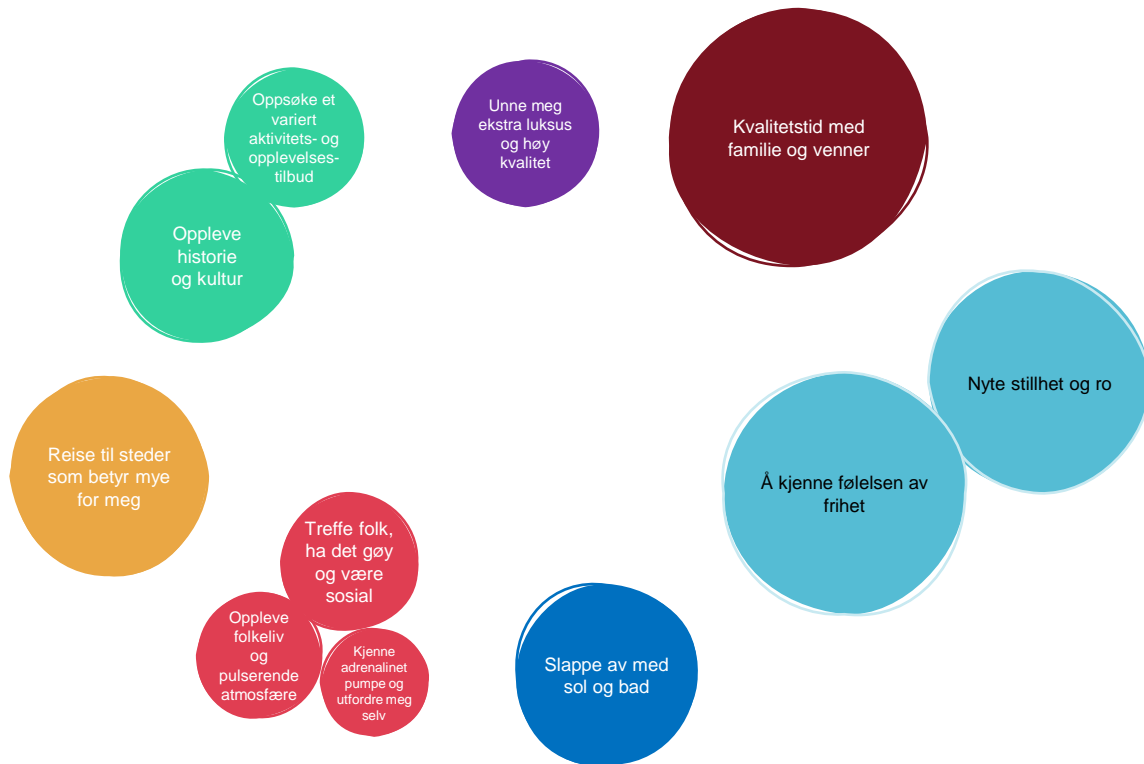 Oppsøke et
variert
aktivitets- og
opplevelses-
tilbud
Unne meg
ekstra luksus
og høy
kvalitet
Kvalitetstid med
familie og venner
Oppleve
historie
og kultur
Nyte stillhet og ro
Reise til steder
som betyr mye
for meg
Å kjenne følelsen av
frihet
Treffe folk,
ha det gøy
og være
sosial
Oppleve
folkeliv
og
pulserende
atmosfære
Kjenne
adrenalinet
pumpe og
utfordre meg
selv
Slappe av med
sol og bad